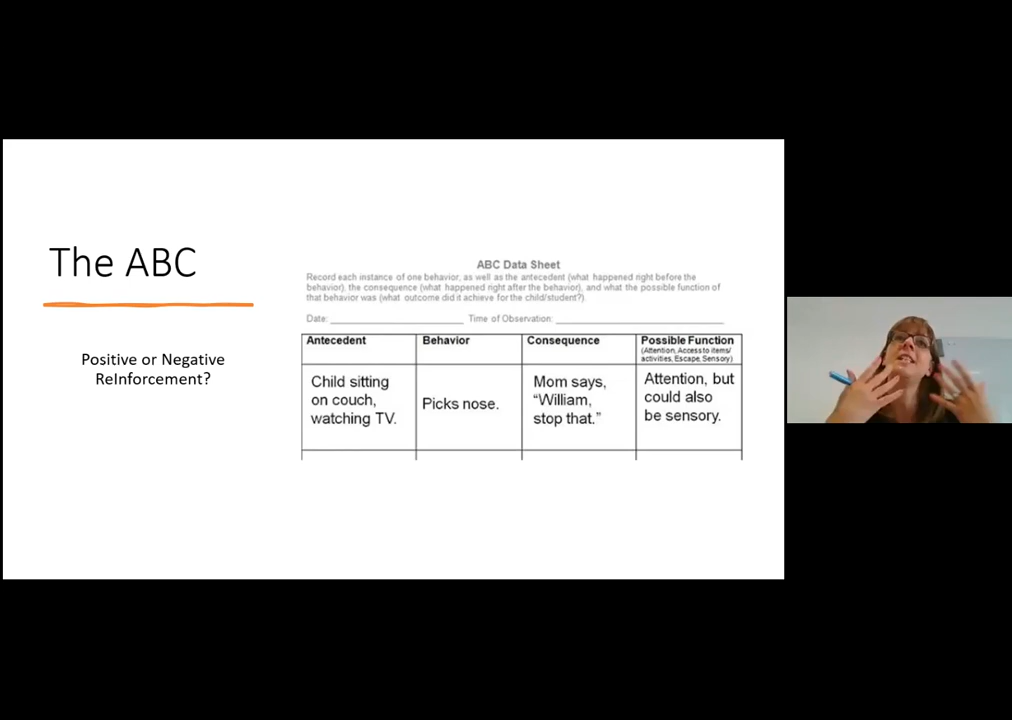 The ABC
Positive or Negative
ReInforcement?
ABC Data Sheet
Record each instance of one behavior, as well as the antecedent (what happened right before the
behavior), the consequence (what happened right after the behavior), and what the possible function of
that behavior was (what outcome did it achieve for the child/student?).
Date: Time of Observation:
Antecedent Behavior Consequence Possible Function
(Attention, Access to items/
activities, Escape, Sensory)
Child sitting
on couch,
watching TV.
Picks nose.
Mom says,
“William,
stop that.”
Attention, but
could also
be sensory.